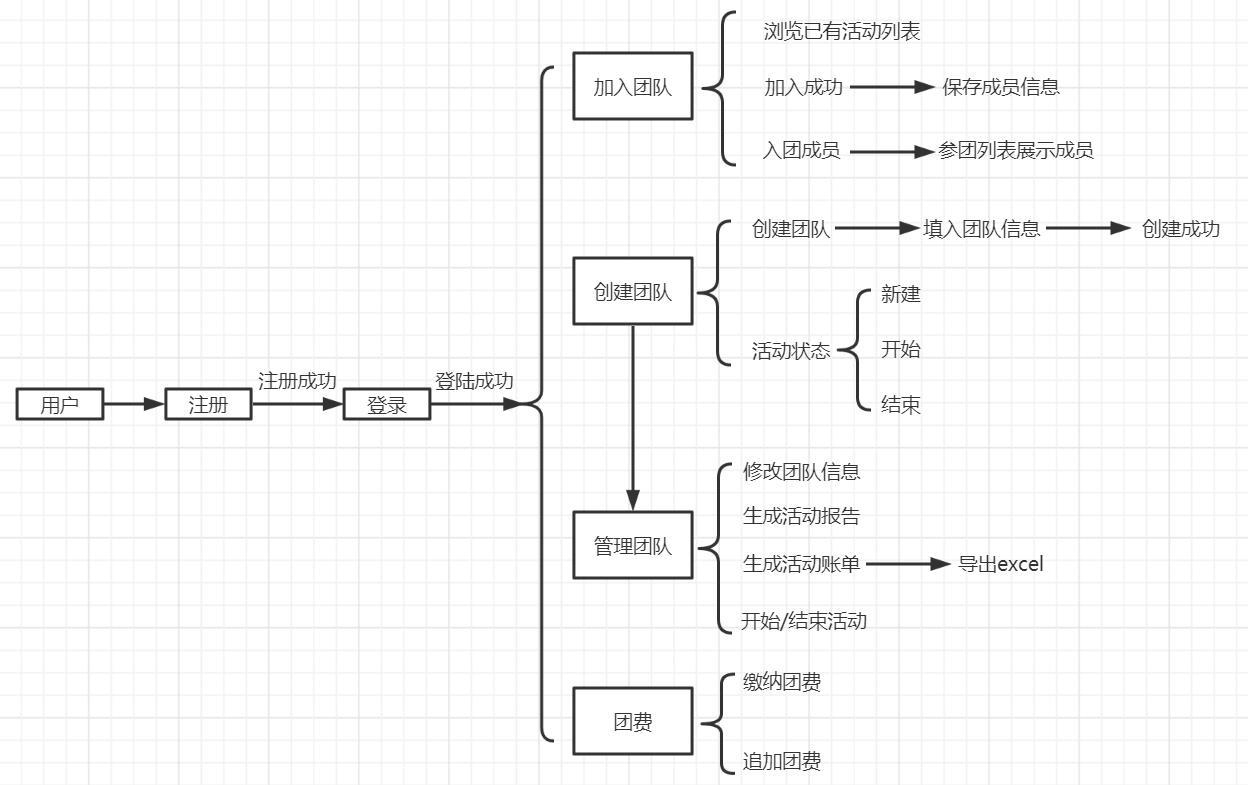 用户
注册
注册成功
登录
登陆成功
加入团队
浏览已有活动列表
加入成功
保存成员信息
入团成员
参团列表展示成员
创建团队
创建团队
填入团队信息
创建成功
活动状态
新建
开始
结束
管理团队
修改团队信息
生成活动报告
生成活动账单
导出excel
开始/结束活动
团费
缴纳团费
追加团费